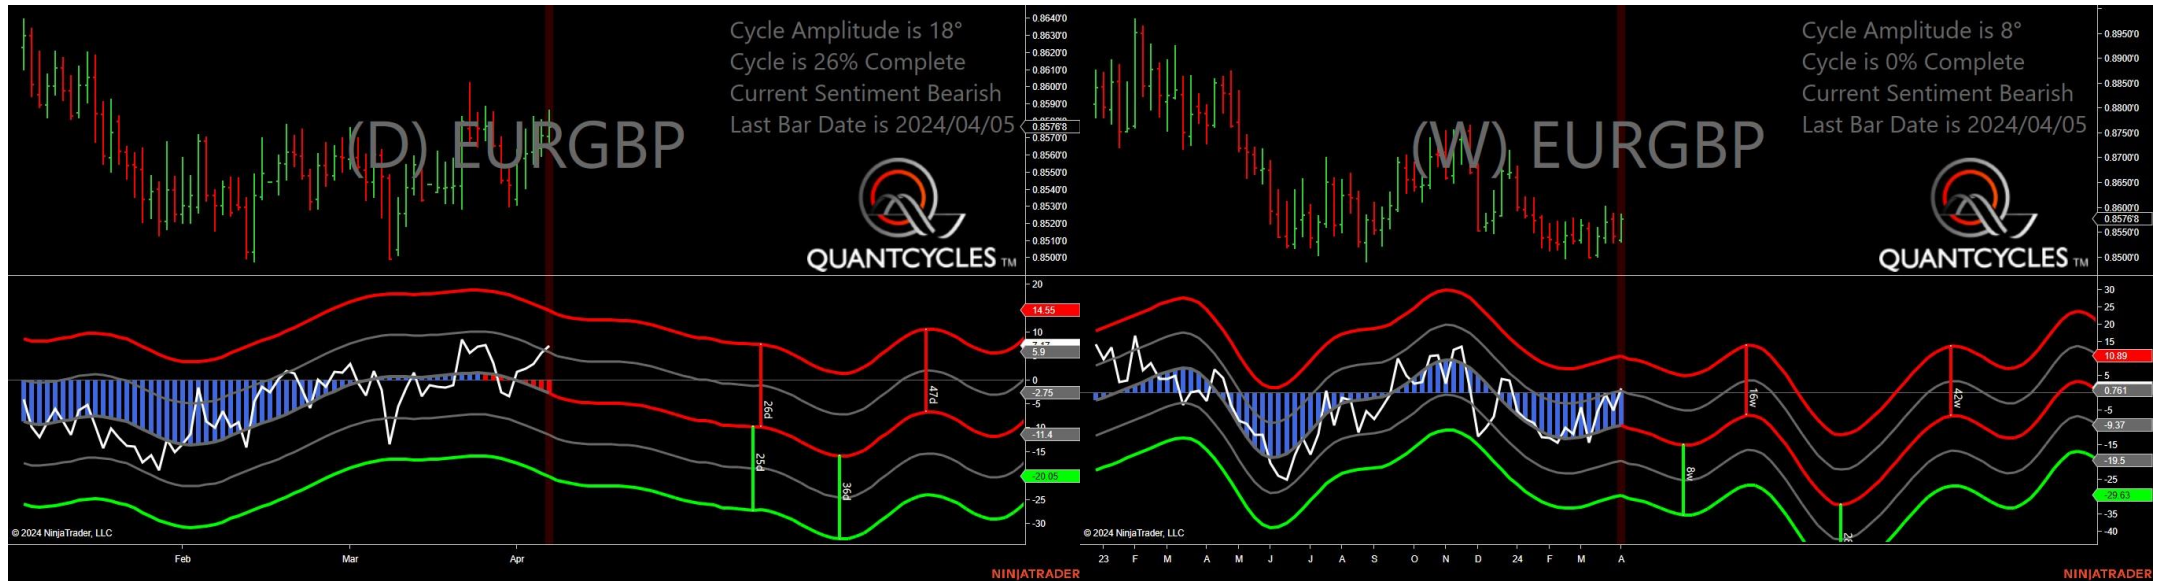 Cycle Amplitude is 18°
Cycle is 26% Complete
Current Sentiment Bearish
Last Bar Date is 2024/04/05
(D) EURGBP
QUANTCYCLES TM
0.8640'0
0.8630'0
0.8620'0
0.8610'0
0.8600'0
0.8590'0
0.8576'8
0.8570'0
0.8560'0
0.8550'0
0.8540'0
0.8530'0
0.8520'0
0.8510'0
0.8500'0
20
14.55
10
5.9
0
-2.75
-5
-11.4
-15
-20.05
-25
-30
26d
25d
36d
47d
© 2024 NinjaTrader, LLC
Feb
Mar
Apr
NINJATRADER
Cycle Amplitude is 8°
Cycle is 0% Complete
Current Sentiment Bearish
Last Bar Date is 2024/04/05
(W) EURGBP
QUANTCYCLES TM
0.8950'0
0.8900'0
0.8850'0
0.8800'0
0.8750'0
0.8700'0
0.8650'0
0.8600'0
0.8576'8
0.8550'0
0.8500'0
30
25
20
15
10.89
5
0.761
-5
-9.37
-15
-19.5
-25
-29.63
-35
-40
8w
16w
42w
© 2024 NinjaTrader, LLC
23
F
M
A
M
J
J
A
S
O
N
D
24
F
M
A
NINJATRADER